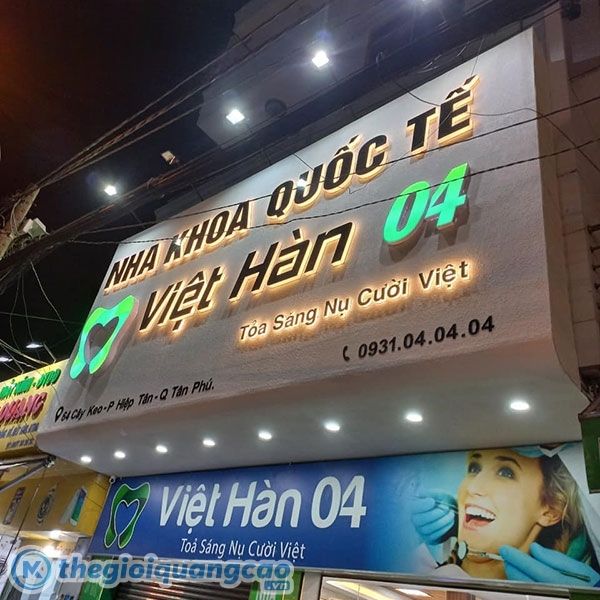 NHA KHOA QUỐC TẾ
Việt Hàn 04
Tỏa Sáng Nụ Cười Việt
0931.04.04.04
64 Cây Keo-P Hiệp Tân-Q Tân Phú.
Việt Hàn 04
Toả Sáng Nụ Cười Việt
thegioiquangcao